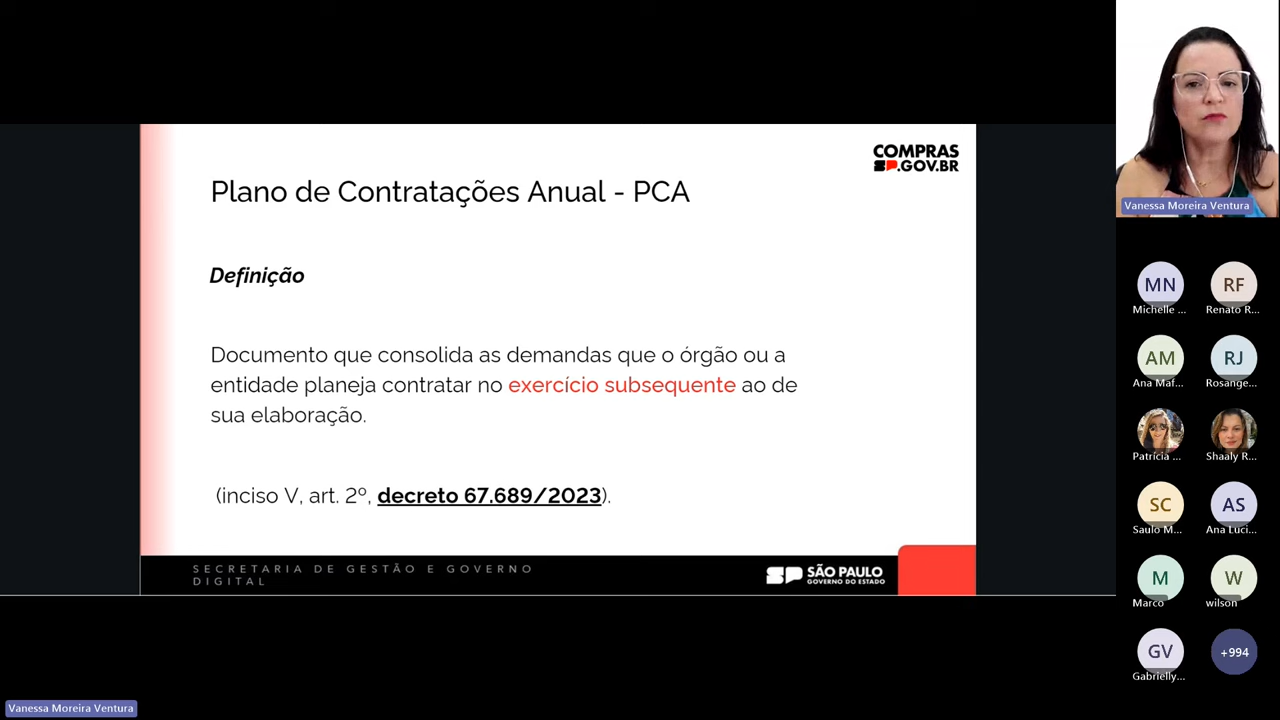 COMPRAS
SP.GOV.BR
Plano de Contratações Anual - PCA
Definição
Documento que consolida as demandas que o órgão ou a
entidade planeja contratar no exercício subsequente ao de
sua elaboração.
(inciso V, art. 2º, decreto 67.689/2023).
SECRETARIA DE GESTÃO E GOVERNO
DIGITAL
SP SÃO PAULO
GOVERNO DO ESTADO
Vanessa Moreira Ventura
MN
RF
Michelle ...
Renato R...
AM
RJ
Ana Maf...
Rosange...
Patrícia ...
Shaaly R...
SC
AS
Saulo M...
Ana Luci...
M
W
Marco
wilson
GV
+994
Gabrielly...
Vanessa Moreira Ventura